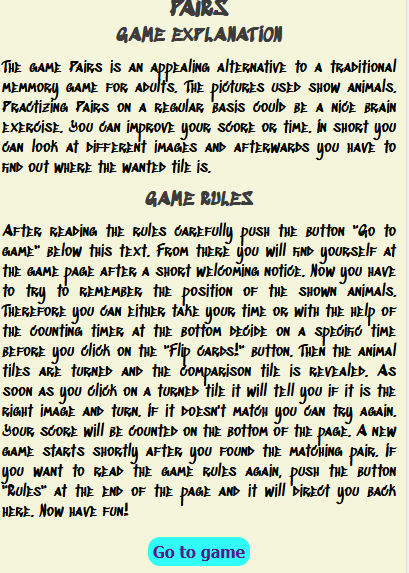 Pairs
Game Explanation
The game Pairs is an appealing alternative to a traditional
memmory game for adults. The pictures used show animals.
Practizing Pairs on a regular basis could be a nice brain
exercise. You can improve your score or time. In short you
can look at different images and afterwards you have to
find out where the wanted tile is.
Game Rules
After reading the rules carefully push the button "Go to
game" below this text. From there you will find yourself at
the game page after a short welcoming notice. Now you have
to try to remember the position of the shown animals.
Therefore you can either take your time or with the help of
the counting timer at the bottom decide on a specific time
before you click on the "Flip cards!" button. Then the animal
tiles are turned and the comparison tile is revealed. As
soon as you click on a turned tile it will tell you if it is the
right image and turn. If it doesn't match you can try again.
Your score will be counted on the bottom of the page. A new
game starts shortly after you found the matching pair. If
you want to read the game rules again, push the button
"Rules" at the end of the page and it will direct you back
here. Now have fun!
Go to game